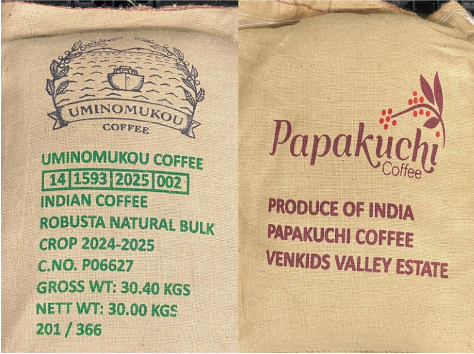 UMINOMUKOU
COFFEE
UMINOMUKOU COFFEE
14 1593 2025 002
INDIAN COFFEE
ROBUSTA NATURAL BULK
CROP 2024-2025
C.NO. P06627
GROSS WT: 30.40 KGS
NETT WT: 30.00 KGS
201 / 366
Papakuchi
Coffee
PRODUCE OF INDIA
PAPAKUCHI COFFEE
VENKIDS VALLEY ESTATE